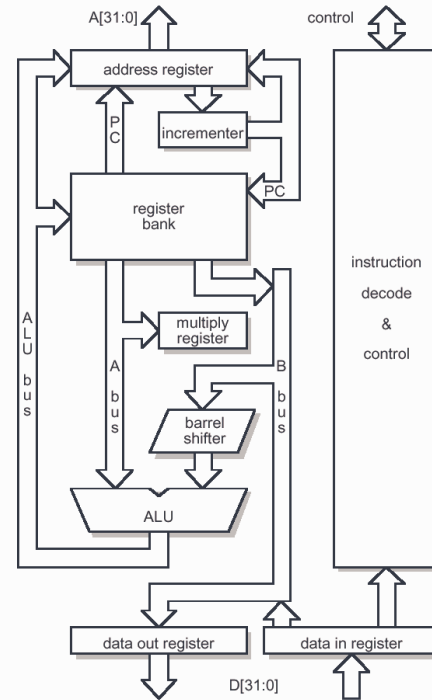 A[31:0]
control
address register
P
C
incrementer
PC
register
bank
instruction
decode
&
control
A
L
U
b
u
s
multiply
register
A
b
u
s
B
b
u
s
barrel
shifter
ALU
data out register
data in register
D[31:0]